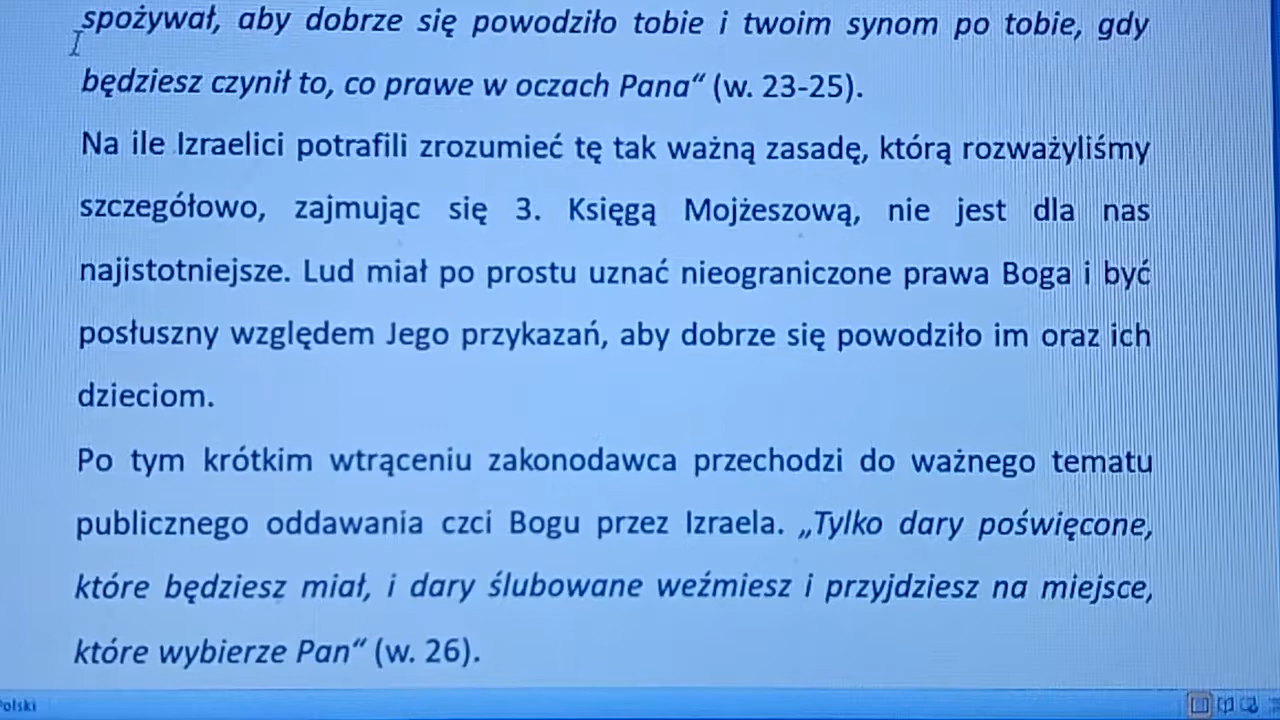 spożywał, aby dobrze się powodziło tobie i twoim synom po tobie, gdy
będziesz czynił to, co prawe w oczach Pana“ (w. 23-25).
Na ile Izraelici potrafili zrozumieć tę tak ważną zasadę, którą rozważyliśmy
szczegółowo, zajmując się 3. Księgą Mojżeszową, nie jest dla nas
najistotniejsze. Lud miał po prostu uznać nieograniczone prawa Boga i być
posłuszny względem Jego przykazań, aby dobrze się powodziło im oraz ich
dzieciom.
Po tym krótkim wtrąceniu zakonodawca przechodzi do ważnego tematu
publicznego oddawania czci Bogu przez Izraela. „Tylko dary poświęcone,
które będziesz miał, i dary ślubowane weźmiesz i przyjdziesz na miejsce,
które wybierze Pan“ (w. 26).
Polski